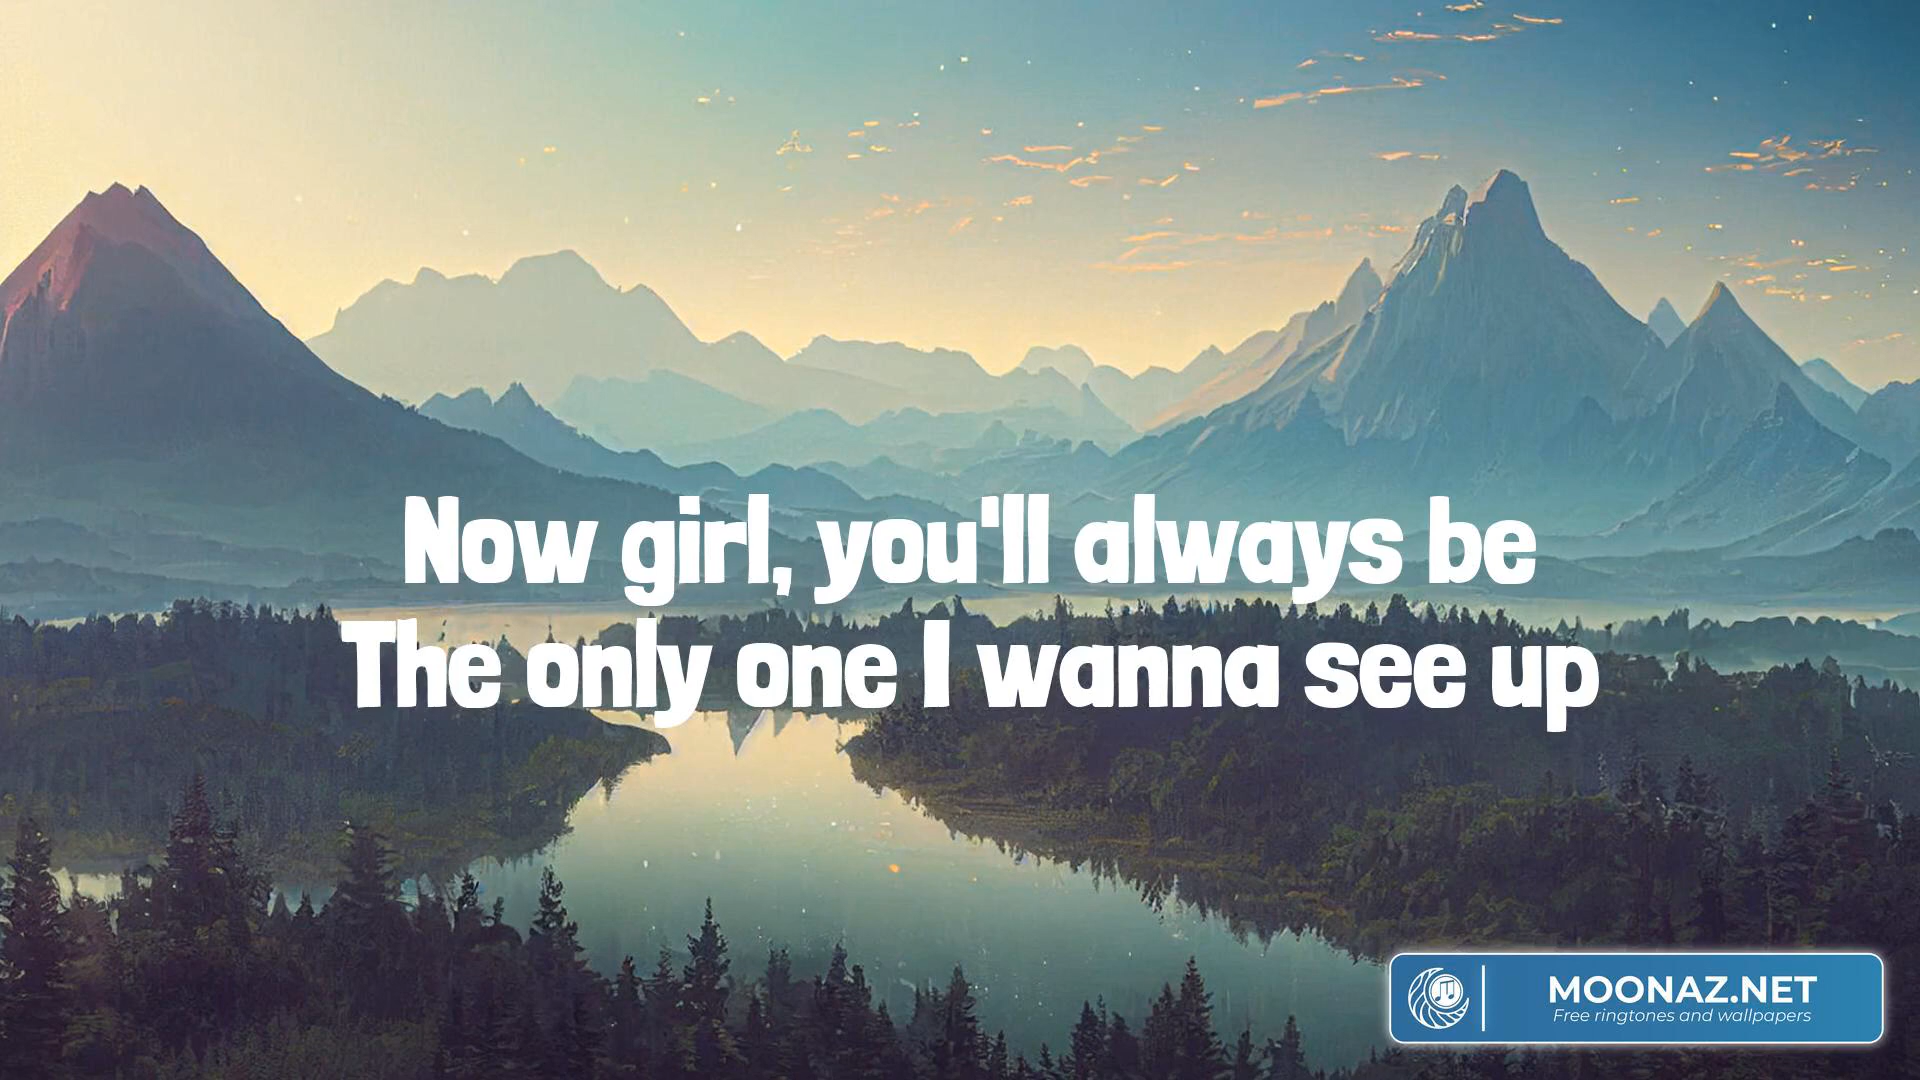 Now girl, you'll always be
The only one I wanna see up
MOONAZ.NET
Free ringtones and wallpapers